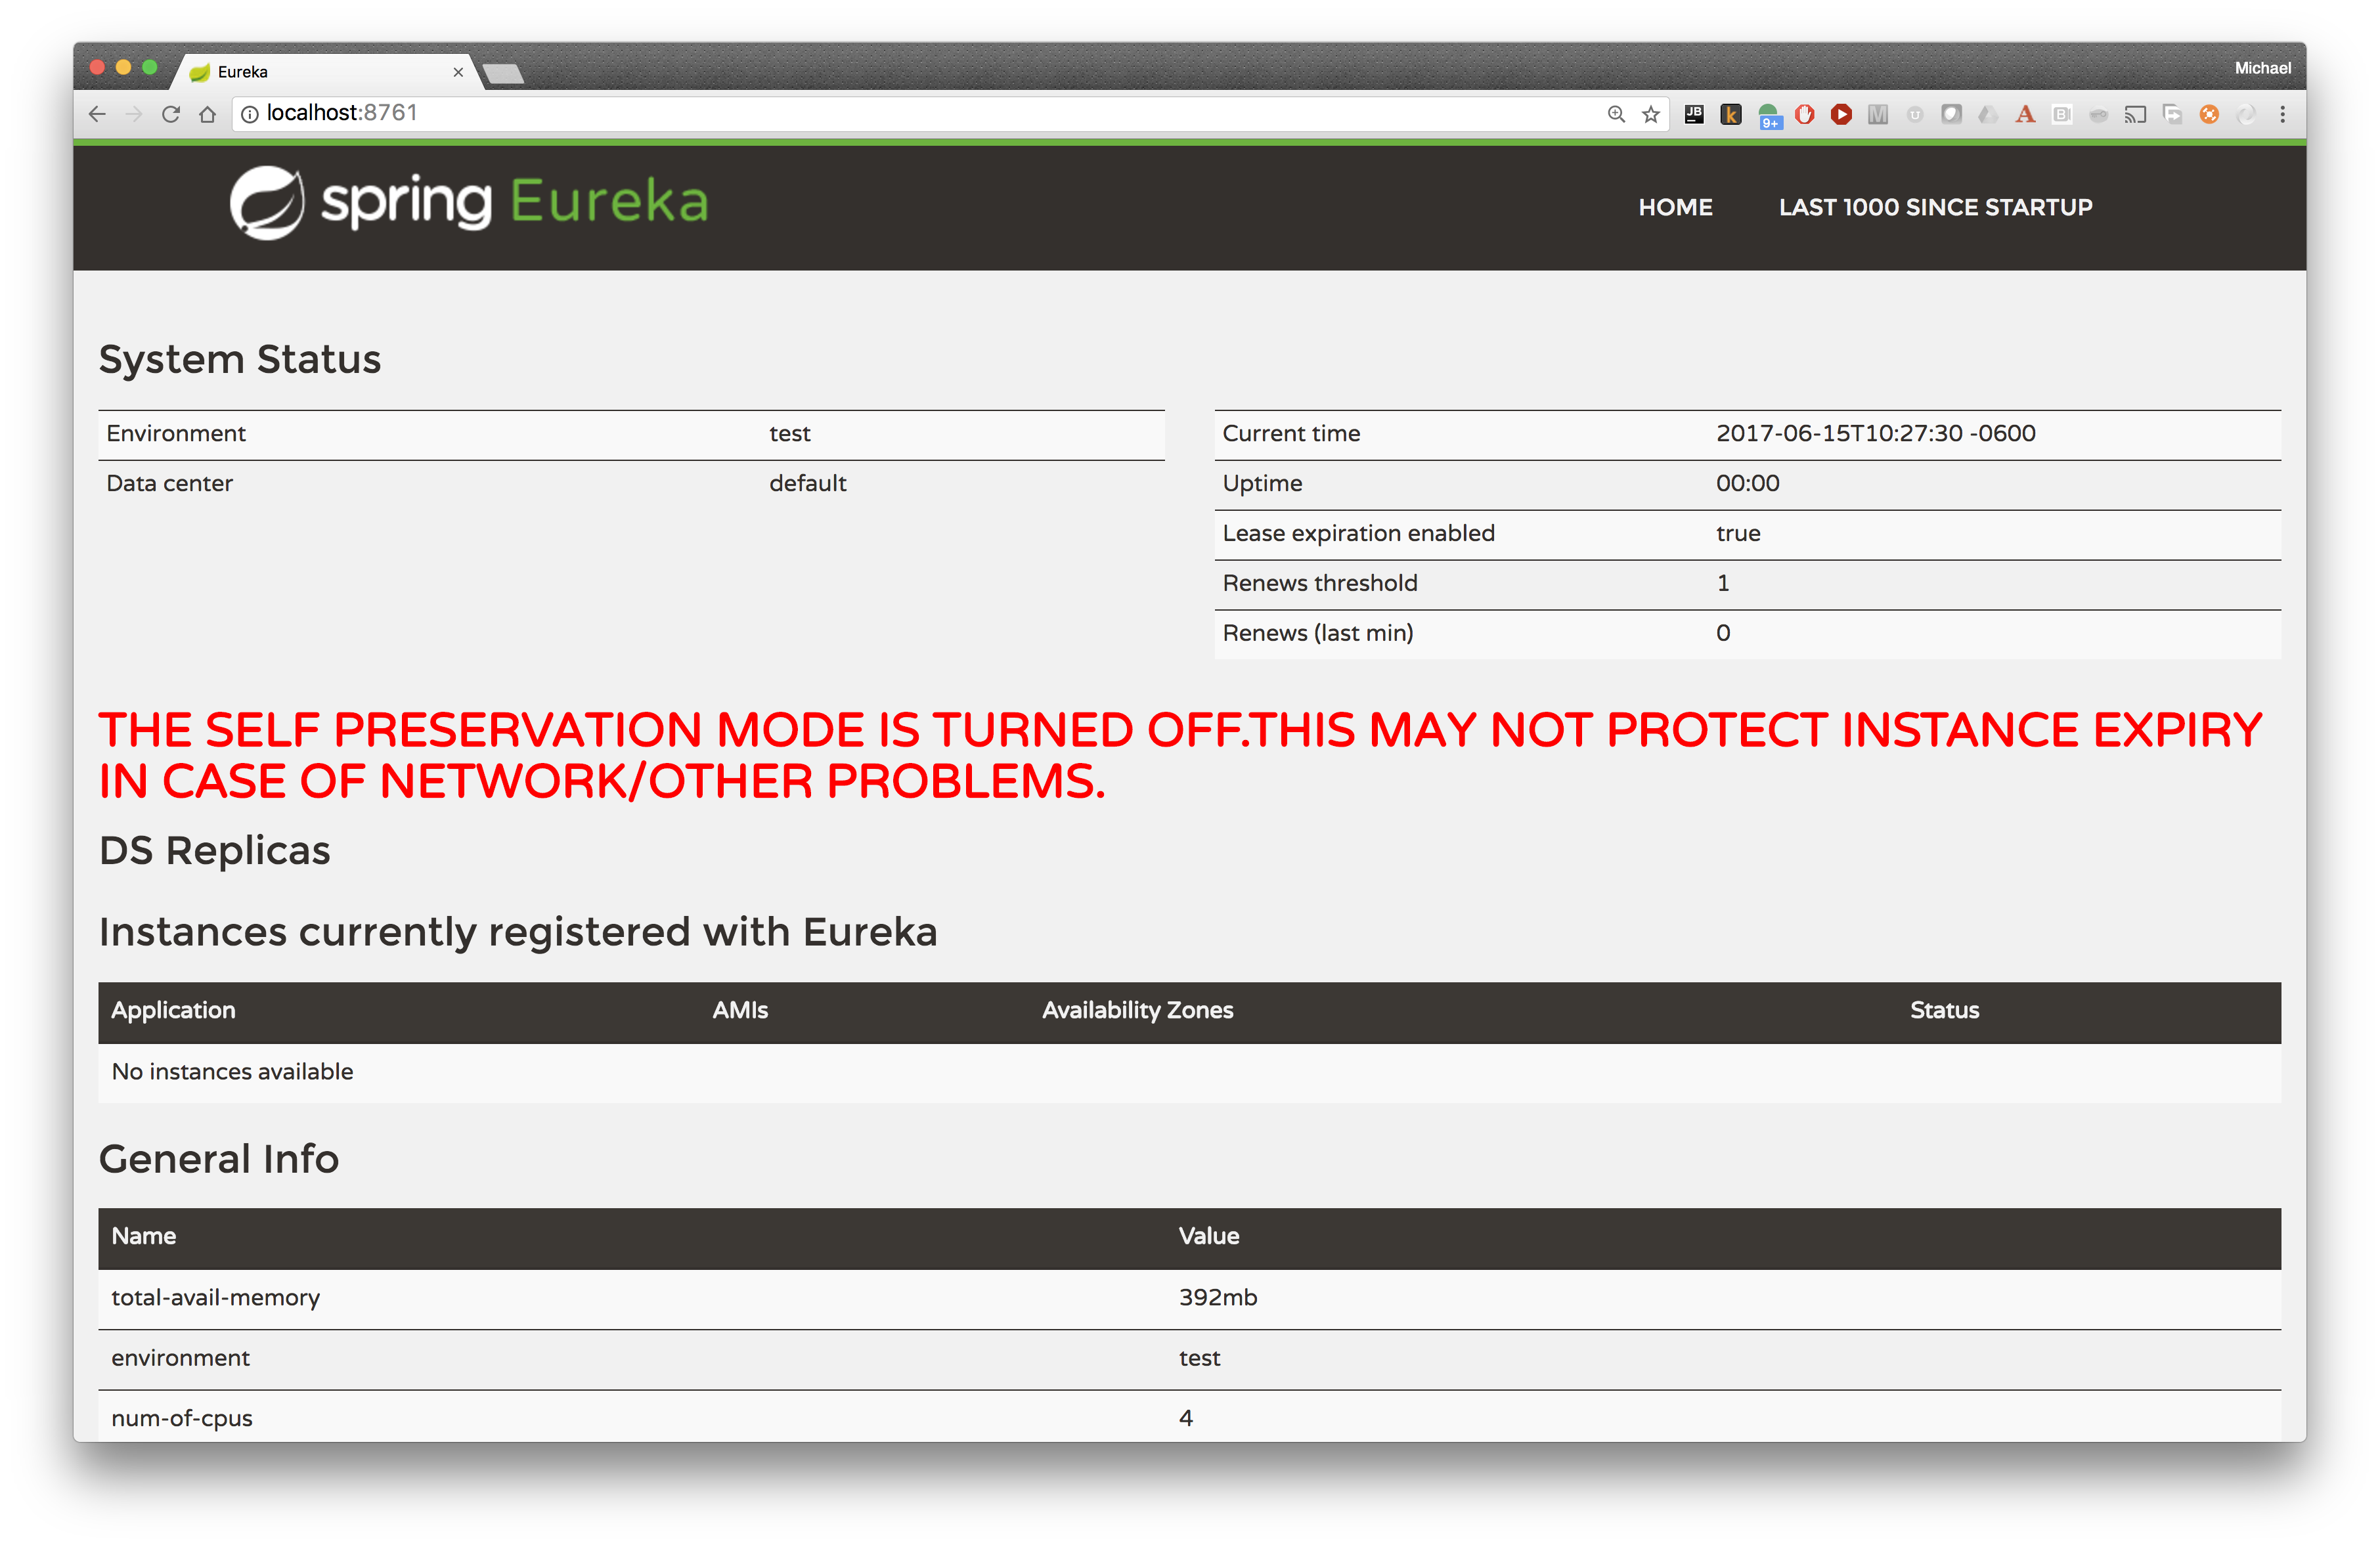 Eureka
Michael
localhost:8761
JB
k
9+
M
U
A
B
spring Eureka
HOME
LAST 1000 SINCE STARTUP
System Status
Environment test
Data center default
Current time 2017-06-15T10:27:30 -0600
Uptime 00:00
Lease expiration enabled true
Renews threshold 1
Renews (last min) 0
THE SELF PRESERVATION MODE IS TURNED OFF.THIS MAY NOT PROTECT INSTANCE EXPIRY
IN CASE OF NETWORK/OTHER PROBLEMS.
DS Replicas
Instances currently registered with Eureka
Application AMIs Availability Zones Status
No instances available
General Info
Name Value
total-avail-memory 392mb
environment test
num-of-cpus 4